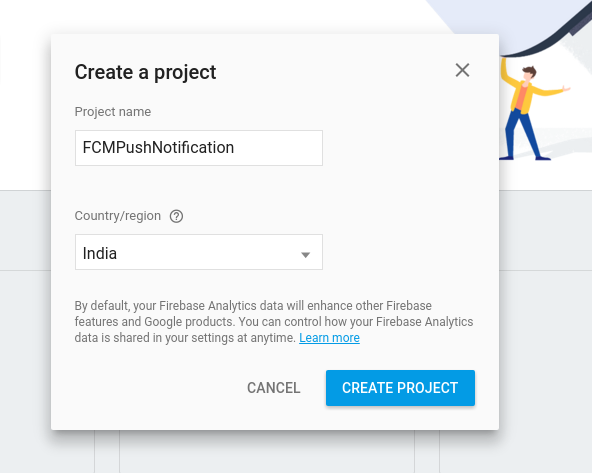 Create a project
Project name
FCMPushNotification
Country/region
India
By default, your Firebase Analytics data will enhance other Firebase
features and Google products. You can control how your Firebase Analytics
data is shared in your settings at anytime. Learn more
CANCEL CREATE PROJECT